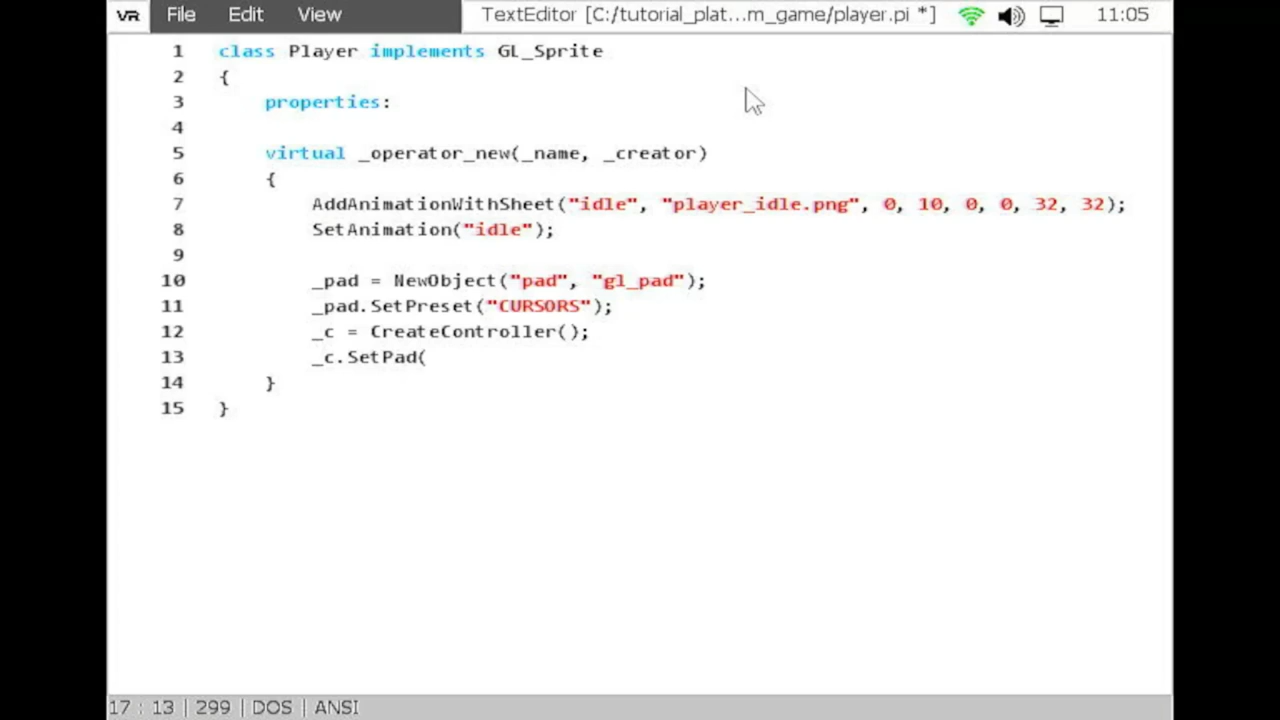 VR File Edit View TextEditor [C:/tutorial_plat...m_game/player.pi *] 11:05
1 class Player implements GL_Sprite
2 {
3 properties:
4
5 virtual _operator_new(_name, _creator)
6 {
7 AddAnimationWithSheet("idle", "player_idle.png", 0, 10, 0, 0, 32, 32);
8 SetAnimation("idle");
9
10 _pad = NewObject("pad", "gl_pad");
11 _pad.SetPreset("CURSORS");
12 _c = CreateController();
13 _c.SetPad(
14 }
15 }
17 : 13 | 299 | DOS | ANSI